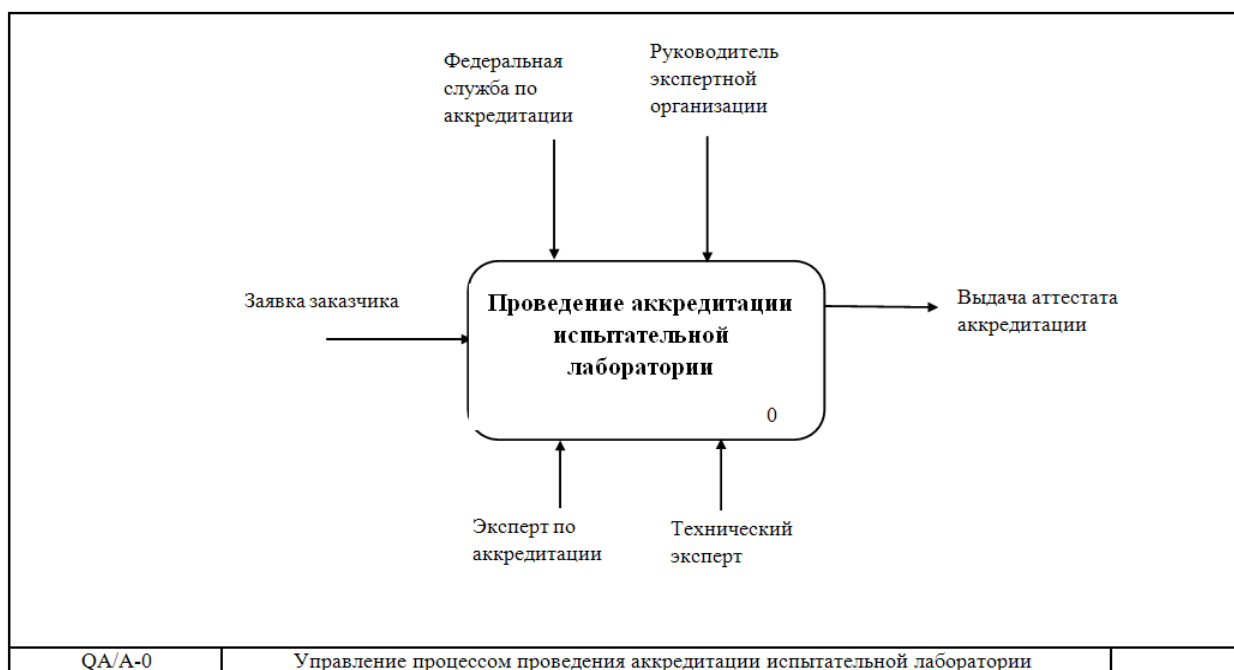 Федеральная
служба по
аккредитации
Руководитель
экспертной
организации
Заявка заказчика
Проведение аккредитации
испытательной
лаборатории
0
Выдача аттестата
аккредитации
Эксперт по
аккредитации
Технический
эксперт
QA/A-0
Управление процессом проведения аккредитации испытательной лаборатории